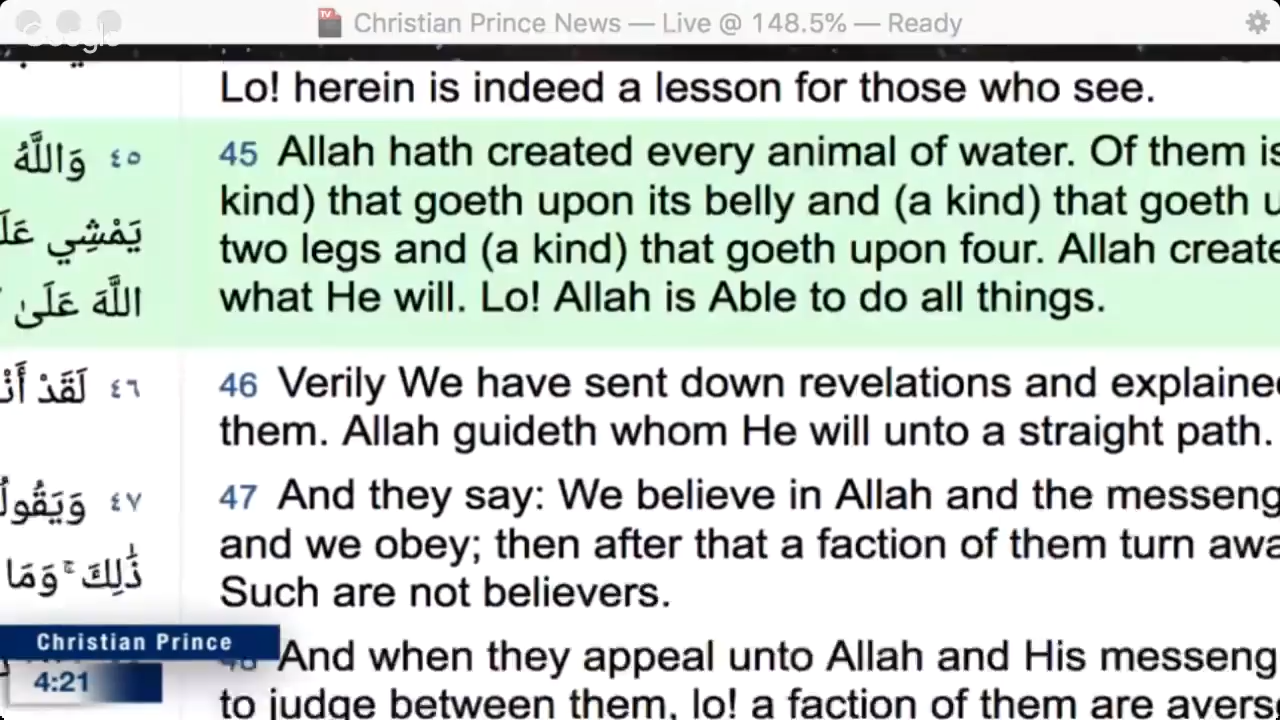 Christian Prince News — Live @ 148.5% — Ready
Google
Lo! herein is indeed a lesson for those who see.
٤٥ وَاللَّهُ
يَمْشِي
اللَّهَ عَلَىٰ
45 Allah hath created every animal of water. Of them is
kind) that goeth upon its belly and (a kind) that goeth
two legs and (a kind) that goeth upon four. Allah create
what He will. Lo! Allah is Able to do all things.
٤٦ لَقَدْ
46 Verily We have sent down revelations and explained
them. Allah guideth whom He will unto a straight path.
٤٧
ذَٰلِكَ ۚ وَمَا
47 And they say: We believe in Allah and the messeng
and we obey; then after that a faction of them turn awa
Such are not believers.
48 And when they appeal unto Allah and His messeng
to judge between them, lo! a faction of them are averse
Christian Prince
4:21